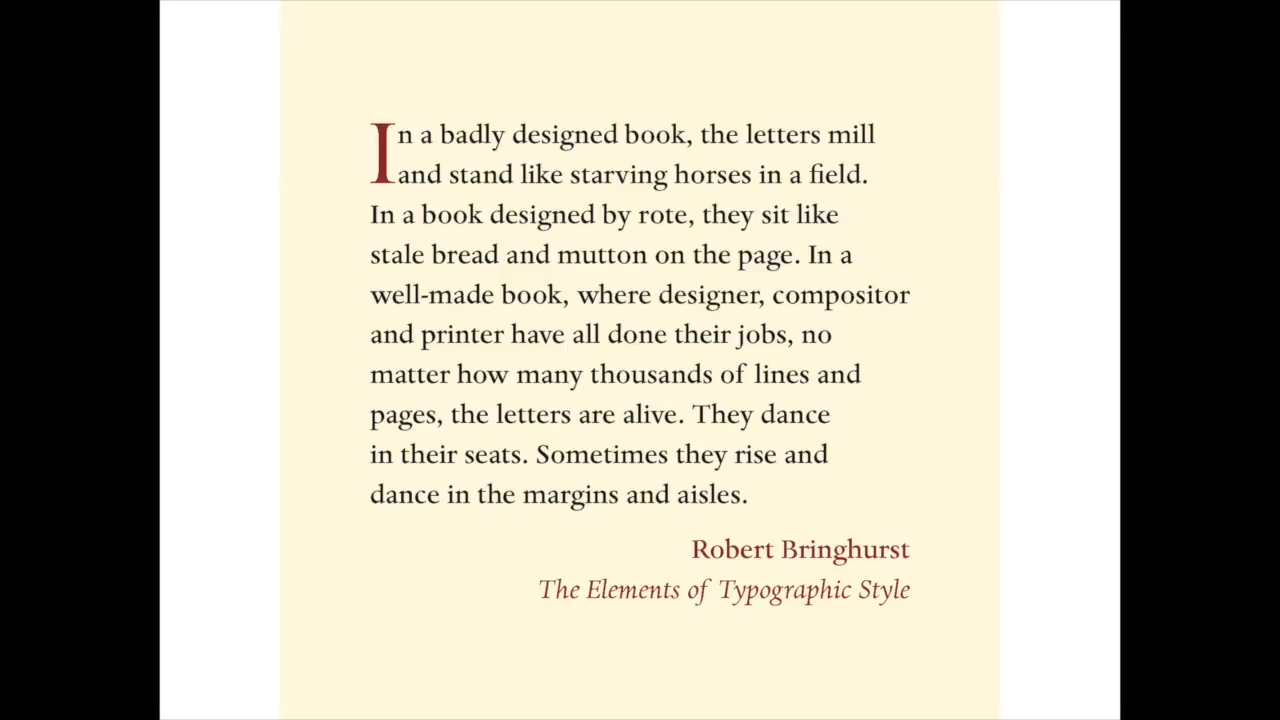 In a badly designed book, the letters mill
and stand like starving horses in a field.
In a book designed by rote, they sit like
stale bread and mutton on the page. In a
well-made book, where designer, compositor
and printer have all done their jobs, no
matter how many thousands of lines and
pages, the letters are alive. They dance
in their seats. Sometimes they rise and
dance in the margins and aisles.
Robert Bringhurst
The Elements of Typographic Style